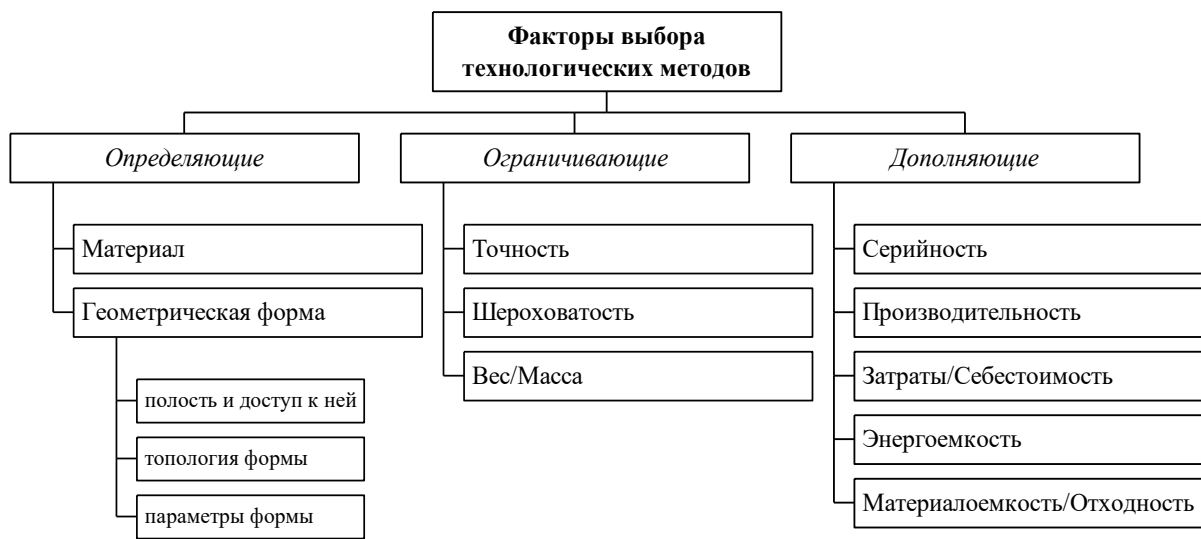 Факторы выбора
технологических методов
Определяющие
Ограничивающие
Дополняющие
Материал
Геометрическая форма
полость и доступ к ней
топология формы
параметры формы
Точность
Шероховатость
Вес/Масса
Серийность
Производительность
Затраты/Себестоимость
Энергоемкость
Материалоемкость/Отходность